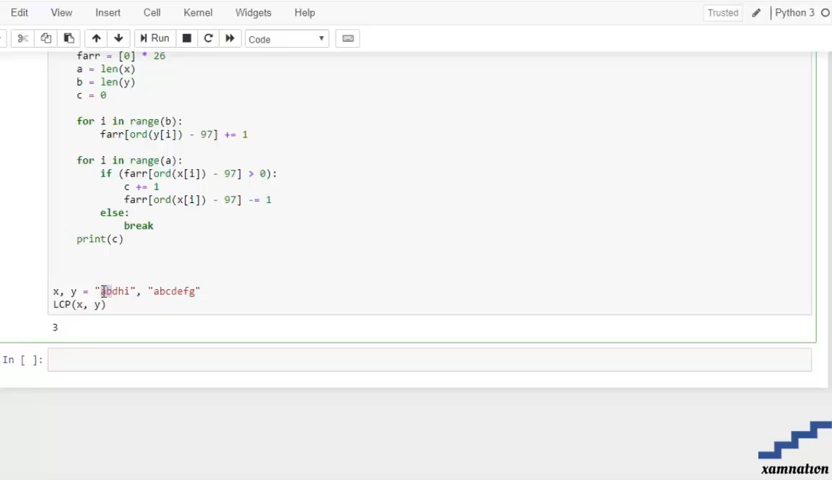 Edit View Insert Cell Kernel Widgets Help Trusted Python 3
Run Code
farr = [0] * 26
a = len(x)
b = len(y)
c = 0
for i in range(b):
farr[ord(y[i]) - 97] += 1
for i in range(a):
if (farr[ord(x[i]) - 97] > 0):
c += 1
farr[ord(x[i]) - 97] -= 1
else:
break
print(c)
x, y = "abdhi", "abcdefg"
LCP(x, y)
3
In [ ]:
xamnation